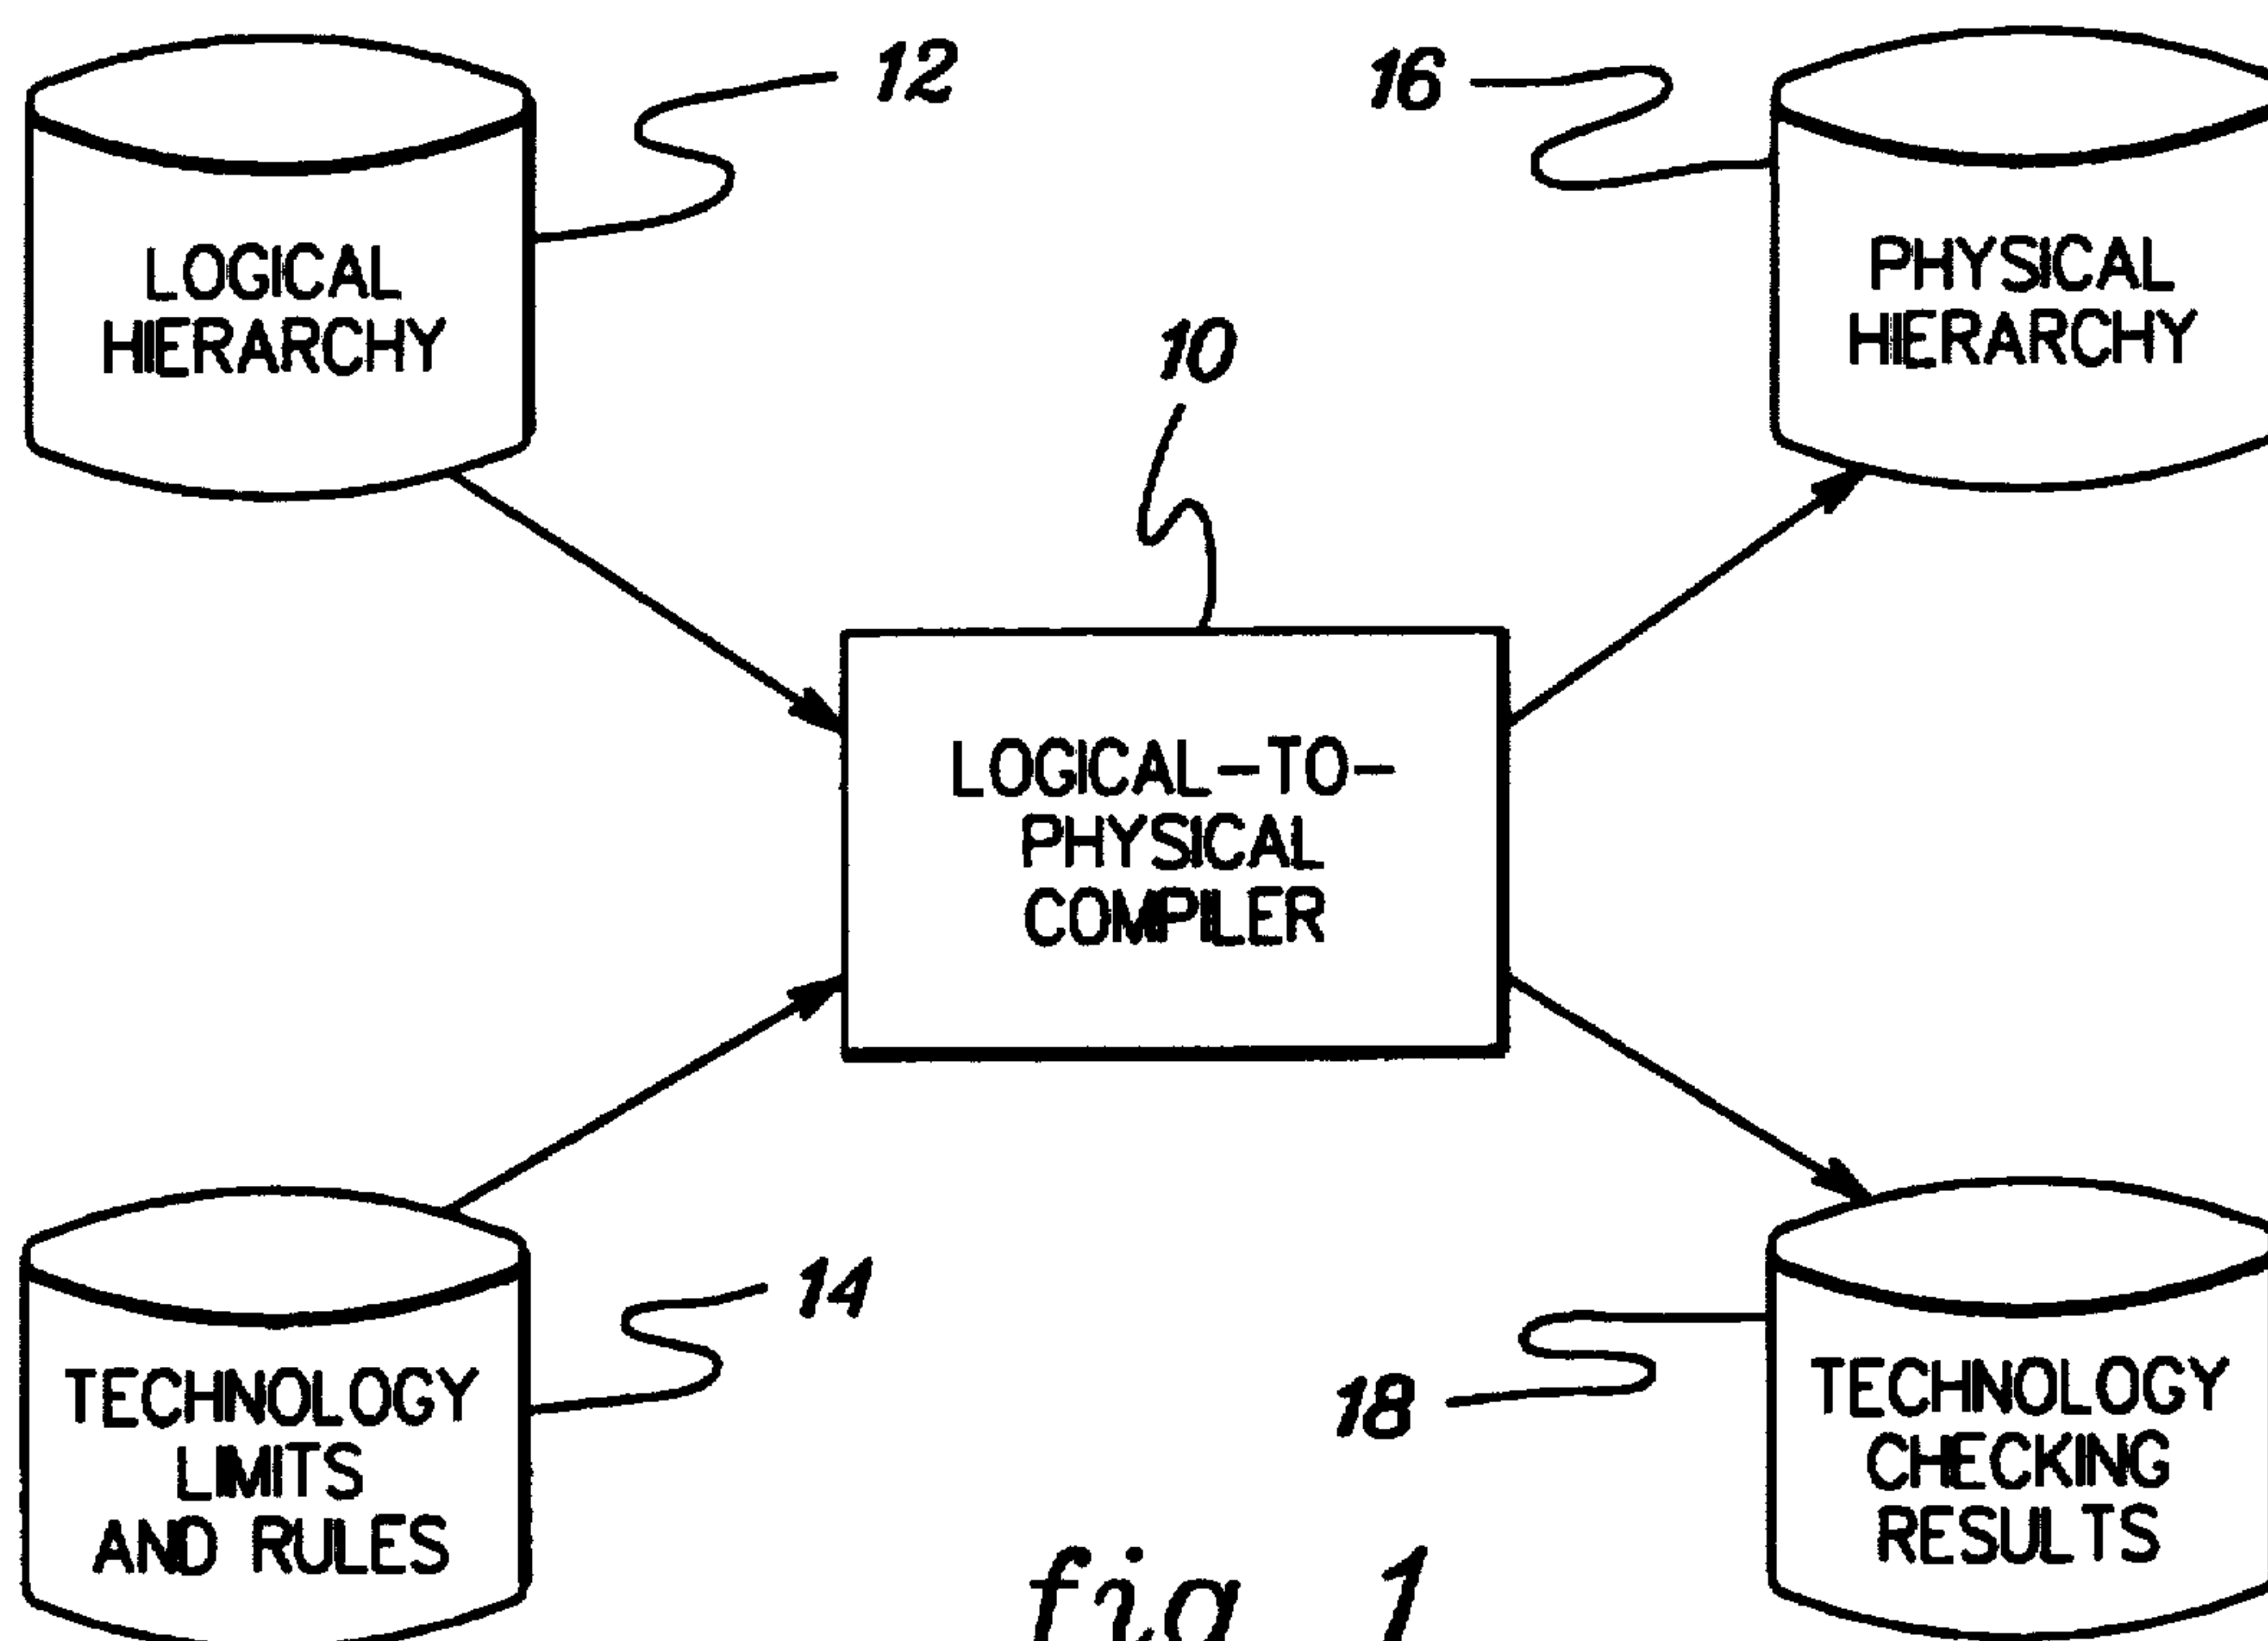 12
16
LOGICAL
HIERARCHY
PHYSICAL
HIERARCHY
10
LOGICAL-TO-
PHYSICAL
COMPILER
14
18
TECHNOLOGY
LIMITS
AND RULES
TECHNOLOGY
CHECKING
RESULTS
fig. 1